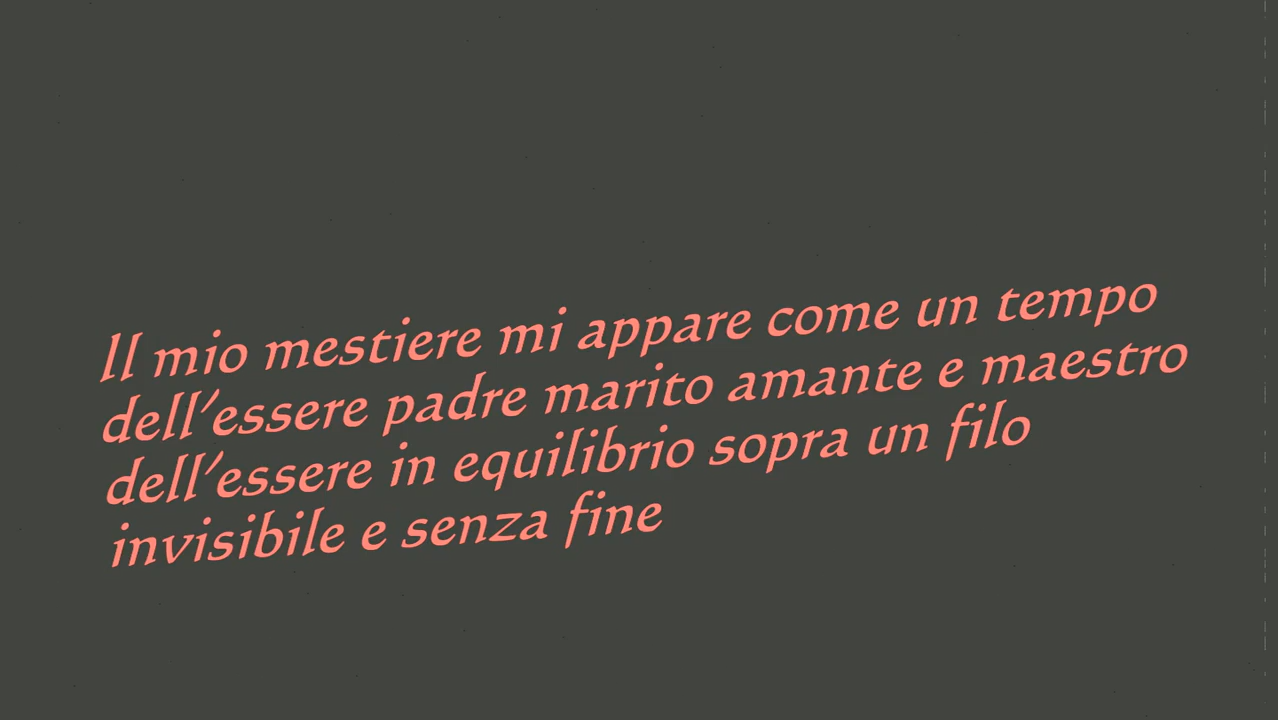 Il mio mestiere mi appare come un tempo
dell'essere padre marito amante e maestro
dell'essere in equilibrio sopra un filo
invisibile e senza fine